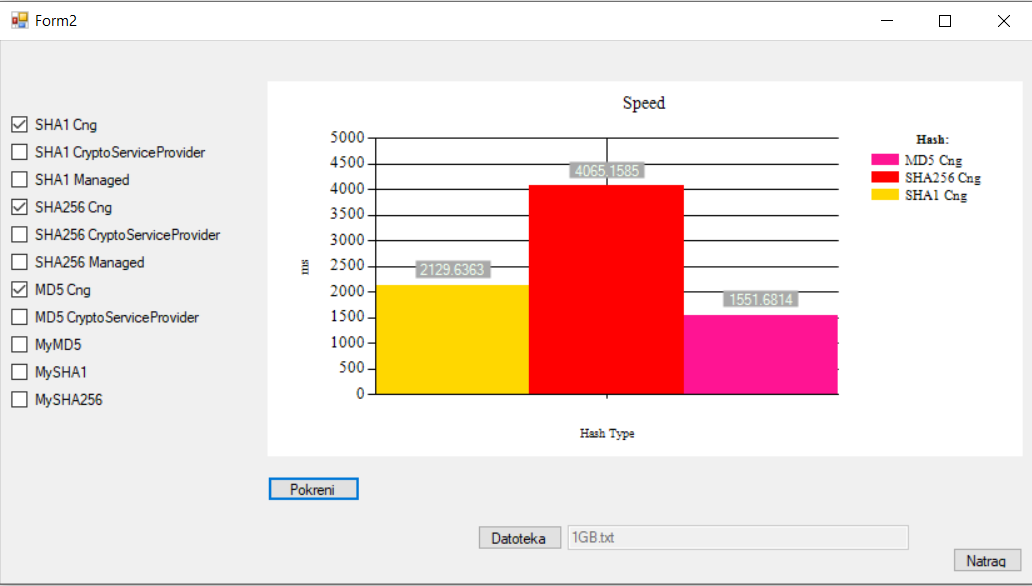 Form2
SHA1 Cng
SHA1 CryptoServiceProvider
SHA1 Managed
SHA256 Cng
SHA256 CryptoServiceProvider
SHA256 Managed
MD5 Cng
MD5 CryptoServiceProvider
MyMD5
MySHA1
MySHA256
Speed
5000
4500
4000
3500
3000
2500
2000
1500
1000
500
0
ms
4065.1585
2129.6363
1551.6814
Hash Type
Hash:
MD5 Cng
SHA256 Cng
SHA1 Cng
Pokreni
Datoteka
1GB.txt
Natrag